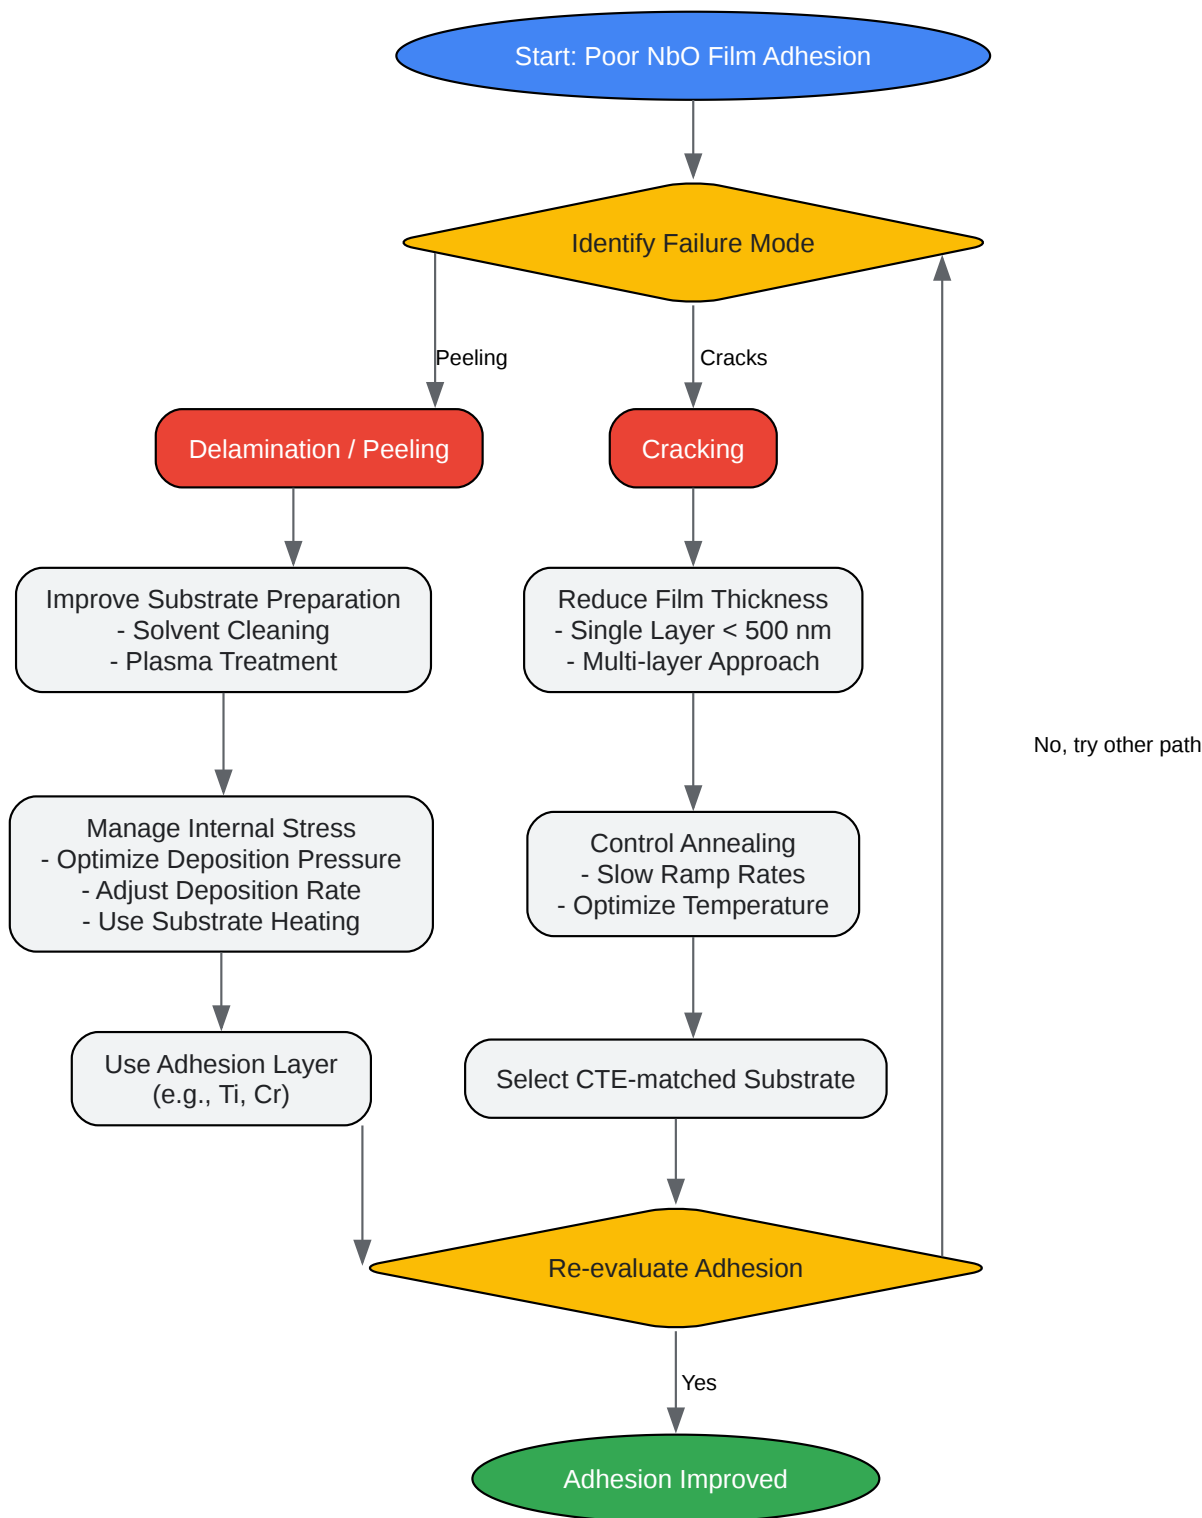 Start: Poor NbO Film Adhesion
Identify Failure Mode
Peeling
Cracks
Delamination / Peeling
Cracking
Improve Substrate Preparation
- Solvent Cleaning
- Plasma Treatment
Reduce Film Thickness
- Single Layer < 500 nm
- Multi-layer Approach
No, try other path
Manage Internal Stress
- Optimize Deposition Pressure
- Adjust Deposition Rate
- Use Substrate Heating
Control Annealing
- Slow Ramp Rates
- Optimize Temperature
Use Adhesion Layer
(e.g., Ti, Cr)
Select CTE-matched Substrate
Re-evaluate Adhesion
Yes
Adhesion Improved